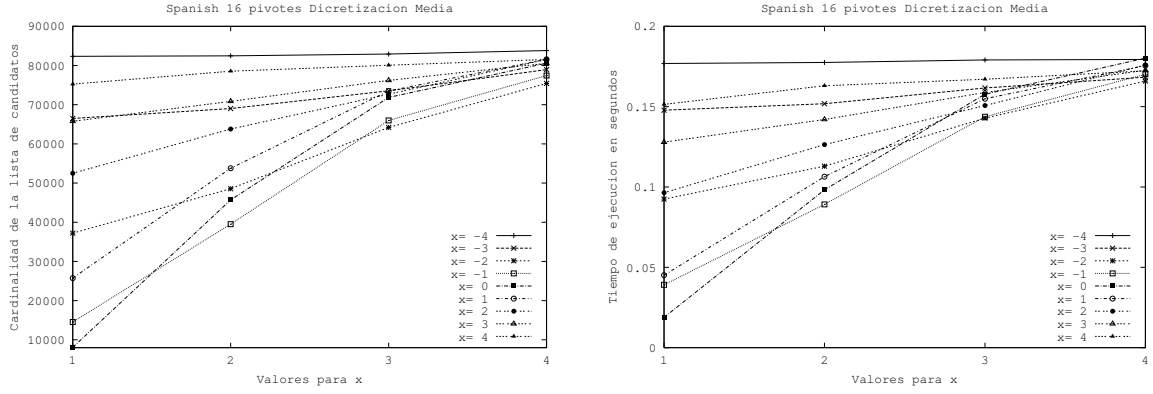 Spanish 16 pivotes Dicretizacion Media
Cardinalidad de la lista de candidatos
90000
80000
70000
60000
50000
40000
30000
20000
10000
1 2 3 4
Valores para x
x= -4
x= -3
x= -2
x= -1
x= 0
x= 1
x= 2
x= 3
x= 4
Spanish 16 pivotes Dicretizacion Media
Tiempo de ejecucion en segundos
0.2
0.15
0.1
0.05
0
1 2 3 4
Valores para x
x= -4
x= -3
x= -2
x= -1
x= 0
x= 1
x= 2
x= 3
x= 4